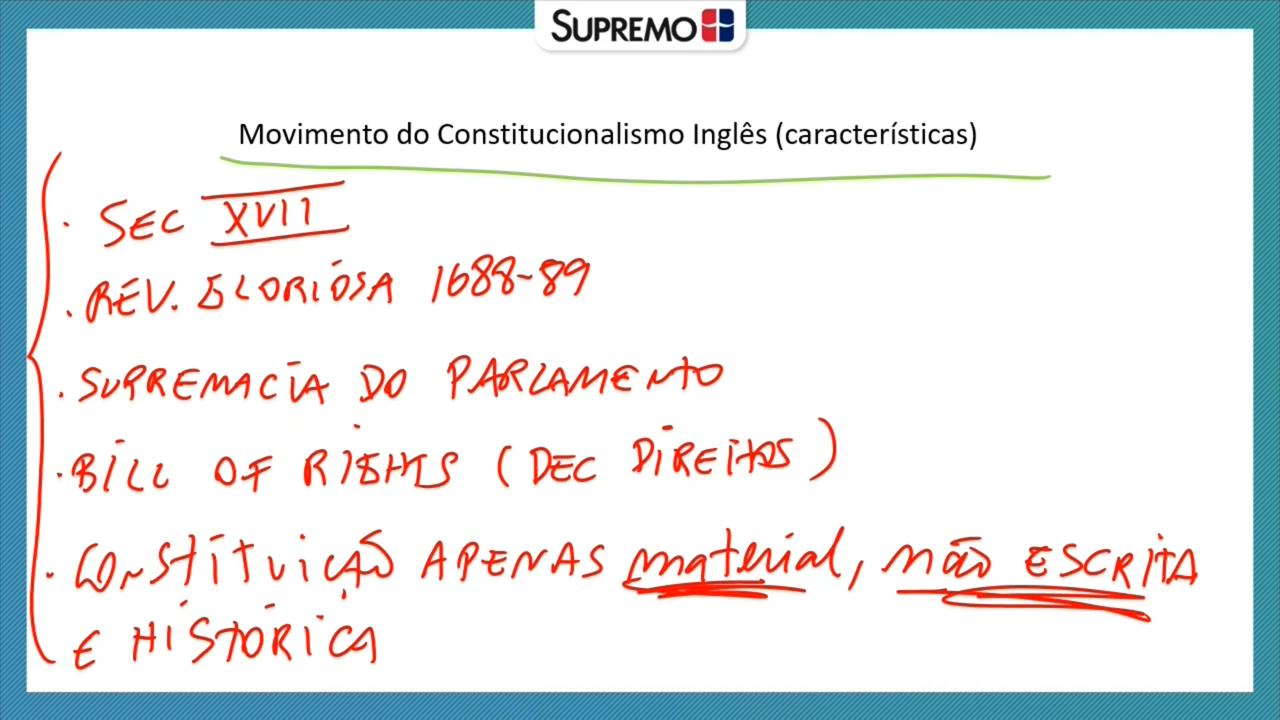 SUPREMO
Movimento do Constitucionalismo Inglês (características)
· SEC XVII
· REV. GLORIOSA 1688-89
· SUPREMACIA DO PARLAMENTO
· BILL OF RIGHTS (DEC DIREITOS)
· CONSTITUIÇÃO APENAS material, não ESCRITA
E HISTÓRICA